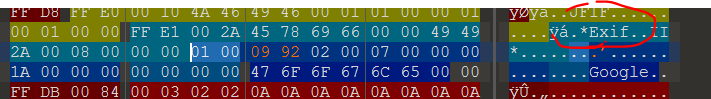 FF D8 FF E0 00 10 4A 46 49 46 00 01 01 00 00 01 ÿØÿà..JFIF......
00 01 00 00 FF E1 00 2A 45 78 69 66 00 00 49 49 ....ÿá.*Exif..II
2A 00 08 00 00 00 01 00 09 92 02 00 07 00 00 00 *.......
1A 00 00 00 00 00 00 00 47 6F 6F 67 6C 65 00 00 ........Google..
FF DB 00 84 00 03 02 02 0A 0A 0A 0A 0A 0A 0A 0A ÿÛ.„............